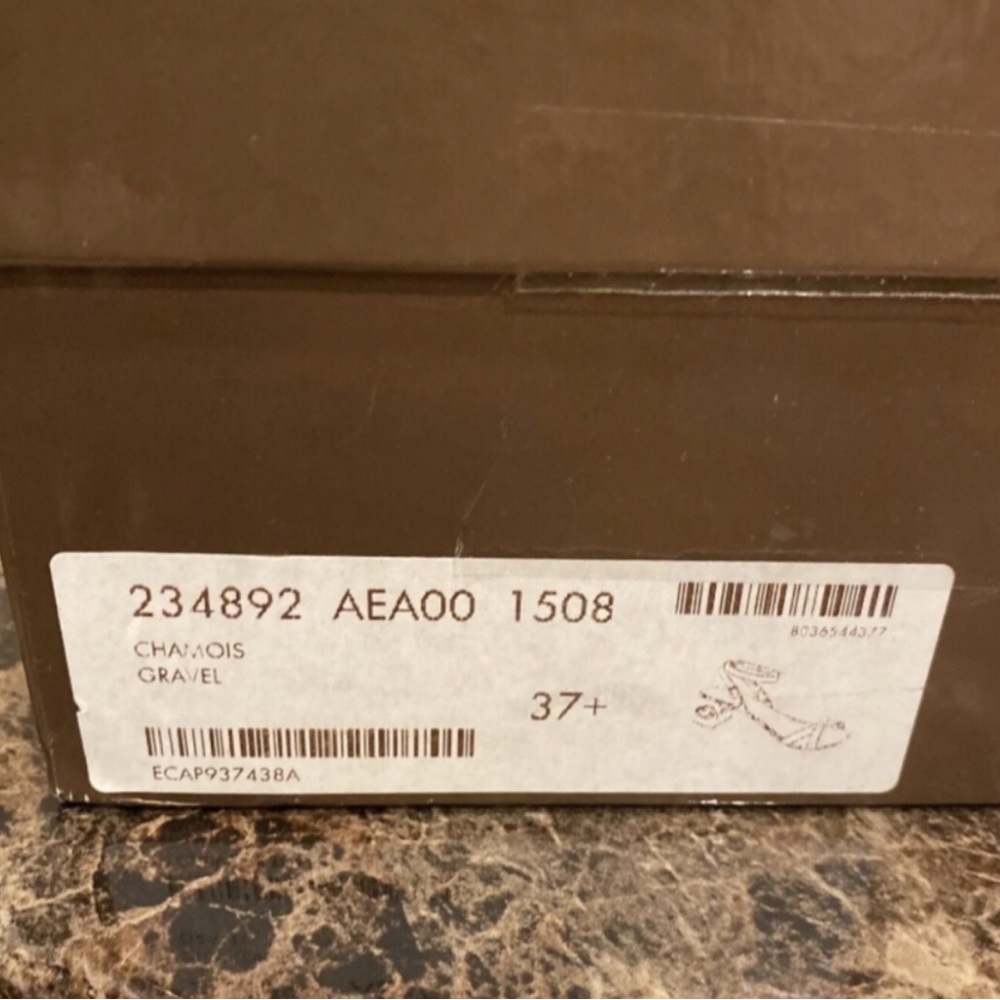 234892 AEA00 1508
8036544377
CHAMOIS
GRAVEL
37+
ECAP937438A